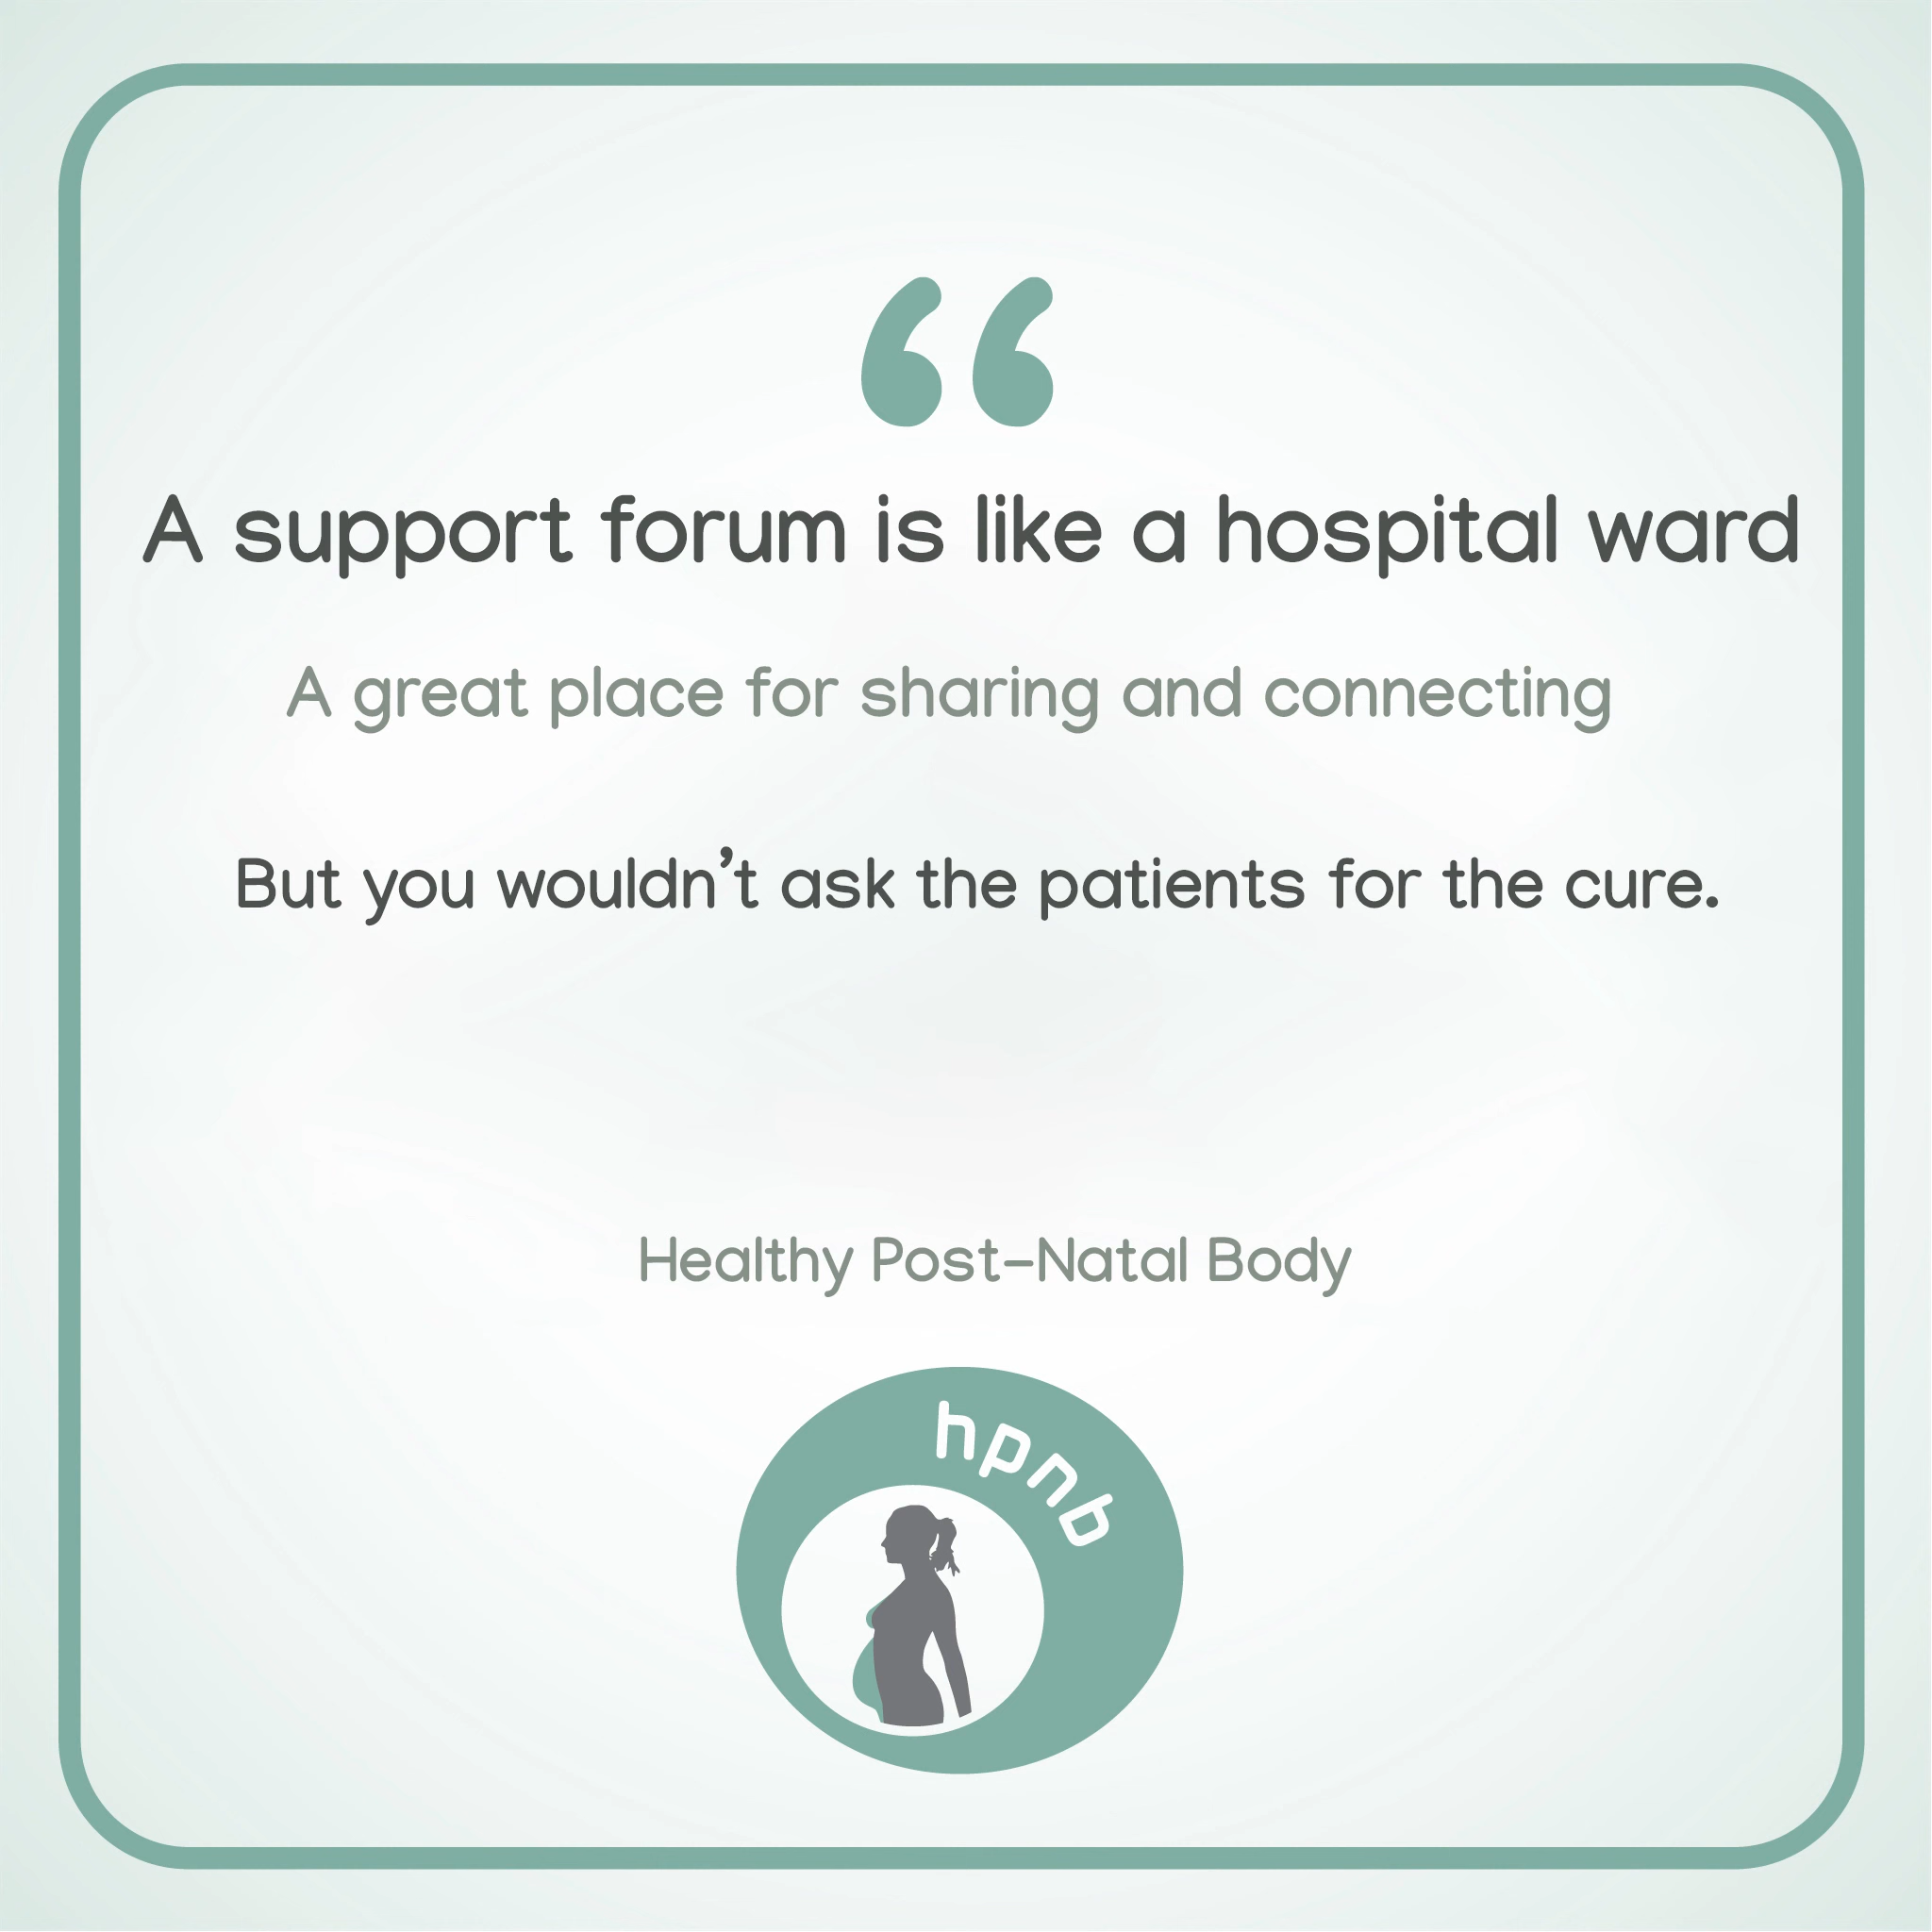 “
A support forum is like a hospital ward
A great place for sharing and connecting
But you wouldn’t ask the patients for the cure.
Healthy Post-Natal Body
hpnb